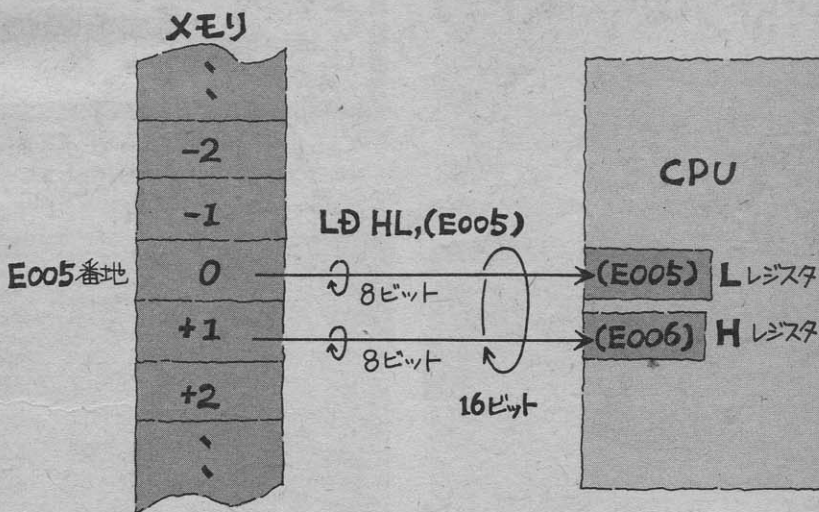 メモリ
-2
-1
0
+1
+2
E005番地
LD HL,(E005)
8ビット
8ビット
16ビット
CPU
(E005) Lレジスタ
(E006) Hレジスタ